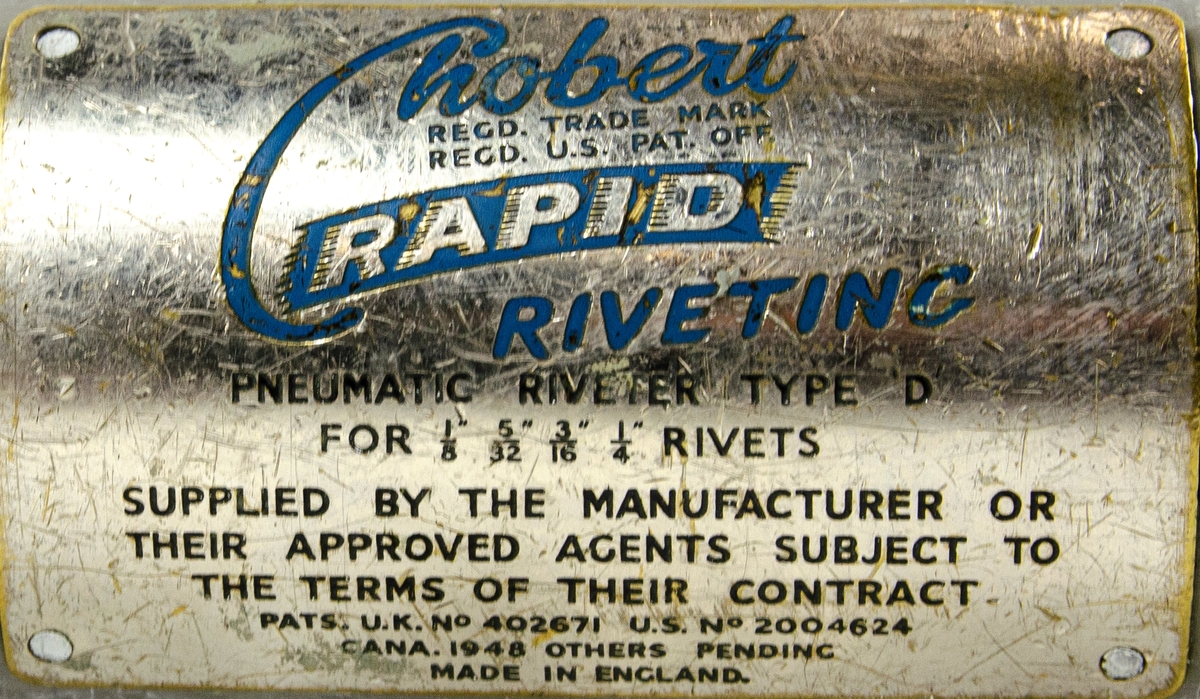 Chobert
REGD. TRADE MARK
REGD. U.S. PAT. OFF.
RAPID
RIVETING
PNEUMATIC RIVETER TYPE 'D'
FOR 1/8" 5/32" 3/16" 1/4" RIVETS
SUPPLIED BY THE MANUFACTURER OR
THEIR APPROVED AGENTS SUBJECT TO
THE TERMS OF THEIR CONTRACT
PATS. U.K. Nº 402671 U.S. Nº 2004624
CANA. 1948 OTHERS PENDING
MADE IN ENGLAND.